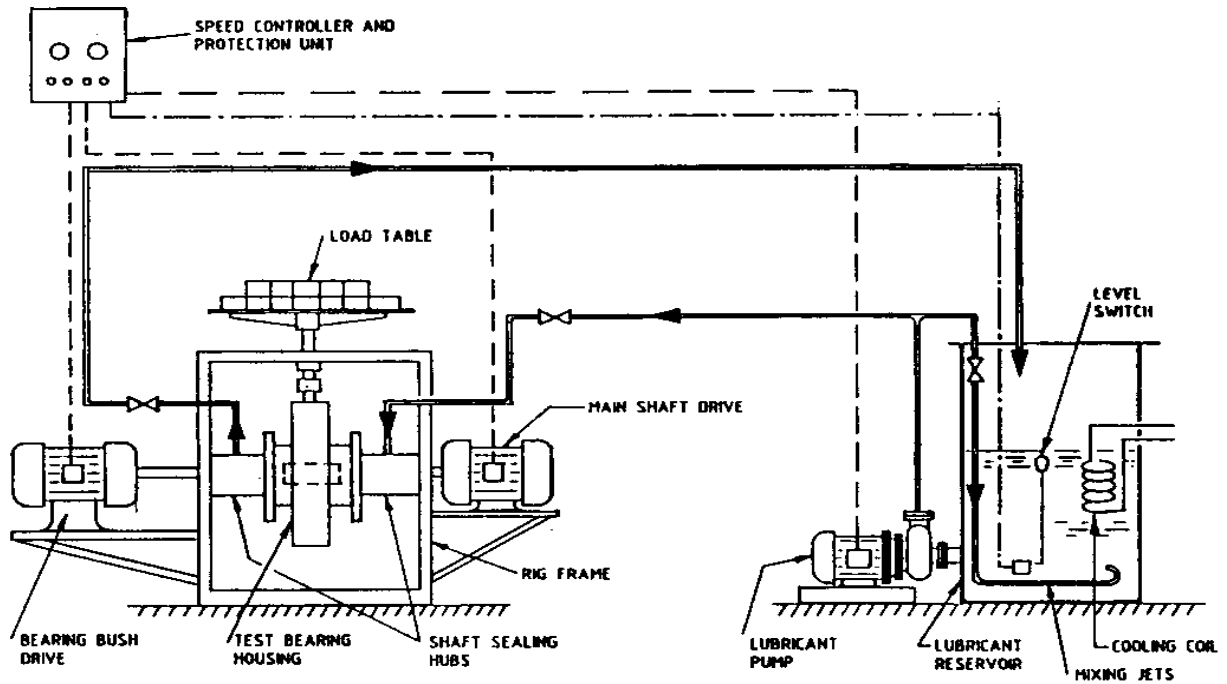 SPEED CONTROLLER AND
PROTECTION UNIT
LOAD TABLE
LEVEL
SWITCH
MAIN SHAFT DRIVE
RIG FRAME
BEARING BUSH
DRIVE
TEST BEARING
HOUSING
SHAFT SEALING
HUBS
LUBRICANT
PUMP
LUBRICANT
RESERVOIR
COOLING COIL
MIXING JETS